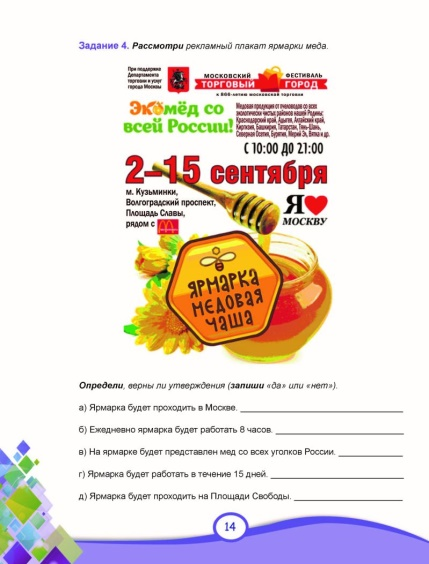 Задание 4. Рассмотри рекламный плакат ярмарки меда.
При поддержке
Департамента
торговли и услуг
города Москвы
МОСКОВСКИЙ ФЕСТИВАЛЬ
ТОРГОВЫЙ ГОРОД
к 866-летию московской торговли
Экомёд со
всей России!
Медовая продукция от пчеловодов со всех
экологически чистых районов нашей Родины:
Краснодарский край, Адыгея, Алтайский край,
Киргизия, Башкирия, Татарстан, Тянь-Шань,
Северная Осетия, Бурятия, Марий Эл, Вятка и др.
С 10:00 ДО 21:00
2–15 сентября
м. Кузьминки,
Волгоградский проспект,
Площадь Славы,
рядом с
Я
МОСКВУ
ЯРМАРКА
МЕДОВАЯ
ЧАША
Определи, верны ли утверждения (запиши «да» или «нет»).
а) Ярмарка будет проходить в Москве.
б) Ежедневно ярмарка будет работать 8 часов.
в) На ярмарке будет представлен мед со всех уголков России.
г) Ярмарка будет работать в течение 15 дней.
д) Ярмарка будет проходить на Площади Свободы.
14